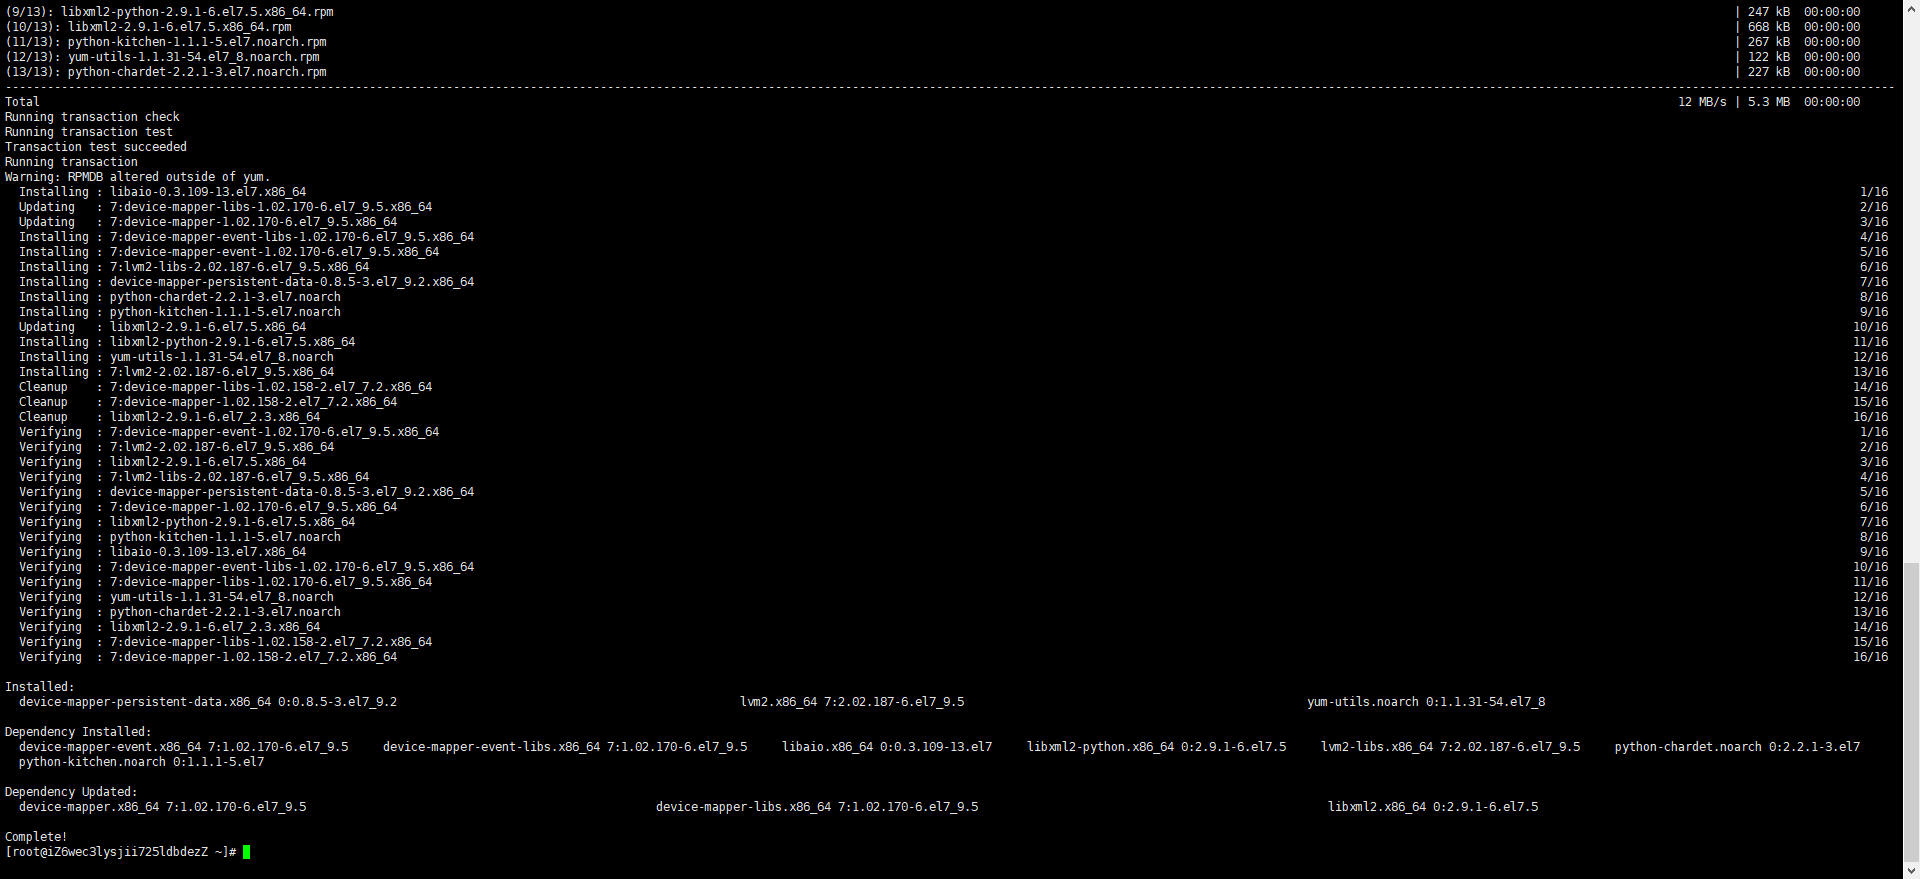 (9/13): libxml2-python-2.9.1-6.el7.5.x86_64.rpm | 247 kB 00:00:00
(10/13): libxml2-2.9.1-6.el7.5.x86_64.rpm | 668 kB 00:00:00
(11/13): python-kitchen-1.1.1-5.el7.noarch.rpm | 267 kB 00:00:00
(12/13): yum-utils-1.1.31-54.el7_8.noarch.rpm | 122 kB 00:00:00
(13/13): python-chardet-2.2.1-3.el7.noarch.rpm | 227 kB 00:00:00
--------------------------------------------------------------------------------
Total 12 MB/s | 5.3 MB 00:00:00
Running transaction check
Running transaction test
Transaction test succeeded
Running transaction
Warning: RPMDB altered outside of yum.
Installing : libaio-0.3.109-13.el7.x86_64 1/16
Updating : 7:device-mapper-libs-1.02.170-6.el7_9.5.x86_64 2/16
Updating : 7:device-mapper-1.02.170-6.el7_9.5.x86_64 3/16
Installing : 7:device-mapper-event-libs-1.02.170-6.el7_9.5.x86_64 4/16
Installing : 7:device-mapper-event-1.02.170-6.el7_9.5.x86_64 5/16
Installing : 7:lvm2-libs-2.02.187-6.el7_9.5.x86_64 6/16
Installing : device-mapper-persistent-data-0.8.5-3.el7_9.2.x86_64 7/16
Installing : python-chardet-2.2.1-3.el7.noarch 8/16
Installing : python-kitchen-1.1.1-5.el7.noarch 9/16
Updating : libxml2-2.9.1-6.el7.5.x86_64 10/16
Installing : libxml2-python-2.9.1-6.el7.5.x86_64 11/16
Installing : yum-utils-1.1.31-54.el7_8.noarch 12/16
Installing : 7:lvm2-2.02.187-6.el7_9.5.x86_64 13/16
Cleanup : 7:device-mapper-libs-1.02.158-2.el7_7.2.x86_64 14/16
Cleanup : 7:device-mapper-1.02.158-2.el7_7.2.x86_64 15/16
Cleanup : libxml2-2.9.1-6.el7_2.3.x86_64 16/16
Verifying : 7:device-mapper-event-1.02.170-6.el7_9.5.x86_64 1/16
Verifying : 7:lvm2-2.02.187-6.el7_9.5.x86_64 2/16
Verifying : libxml2-2.9.1-6.el7.5.x86_64 3/16
Verifying : 7:lvm2-libs-2.02.187-6.el7_9.5.x86_64 4/16
Verifying : device-mapper-persistent-data-0.8.5-3.el7_9.2.x86_64 5/16
Verifying : 7:device-mapper-1.02.170-6.el7_9.5.x86_64 6/16
Verifying : libxml2-python-2.9.1-6.el7.5.x86_64 7/16
Verifying : python-kitchen-1.1.1-5.el7.noarch 8/16
Verifying : libaio-0.3.109-13.el7.x86_64 9/16
Verifying : 7:device-mapper-event-libs-1.02.170-6.el7_9.5.x86_64 10/16
Verifying : 7:device-mapper-libs-1.02.170-6.el7_9.5.x86_64 11/16
Verifying : yum-utils-1.1.31-54.el7_8.noarch 12/16
Verifying : python-chardet-2.2.1-3.el7.noarch 13/16
Verifying : libxml2-2.9.1-6.el7_2.3.x86_64 14/16
Verifying : 7:device-mapper-libs-1.02.158-2.el7_7.2.x86_64 15/16
Verifying : 7:device-mapper-1.02.158-2.el7_7.2.x86_64 16/16
Installed:
device-mapper-persistent-data.x86_64 0:0.8.5-3.el7_9.2 lvm2.x86_64 7:2.02.187-6.el7_9.5 yum-utils.noarch 0:1.1.31-54.el7_8
Dependency Installed:
device-mapper-event.x86_64 7:1.02.170-6.el7_9.5 device-mapper-event-libs.x86_64 7:1.02.170-6.el7_9.5 libaio.x86_64 0:0.3.109-13.el7 libxml2-python.x86_64 0:2.9.1-6.el7.5 lvm2-libs.x86_64 7:2.02.187-6.el7_9.5 python-chardet.noarch 0:2.2.1-3.el7
python-kitchen.noarch 0:1.1.1-5.el7
Dependency Updated:
device-mapper.x86_64 7:1.02.170-6.el7_9.5 device-mapper-libs.x86_64 7:1.02.170-6.el7_9.5 libxml2.x86_64 0:2.9.1-6.el7.5
Complete!
[root@iZ6wec3lysjii725ldbdezZ ~]#